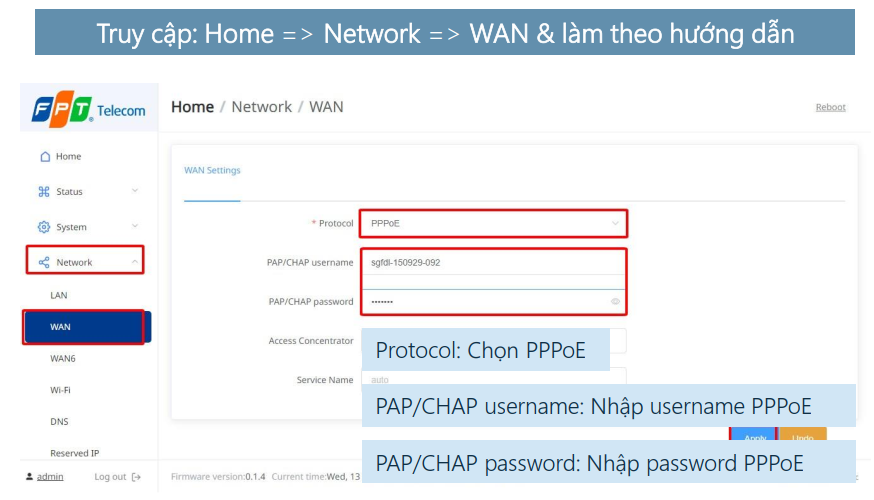 Truy cập: Home => Network => WAN & làm theo hướng dẫn
FPT Telecom
Home / Network / WAN
Reboot
Home
Status
System
Network
LAN
WAN
WAN6
Wi-Fi
DNS
Reserved IP
admin Log out
WAN Settings
* Protocol PPPoE
PAP/CHAP username sgfdl-150929-092
PAP/CHAP password •••••••
Access Concentrator
Service Name auto
Protocol: Chọn PPPoE
PAP/CHAP username: Nhập username PPPoE
Apply Undo
PAP/CHAP password: Nhập password PPPoE
Firmware version:0.1.4 Current time:Wed, 13